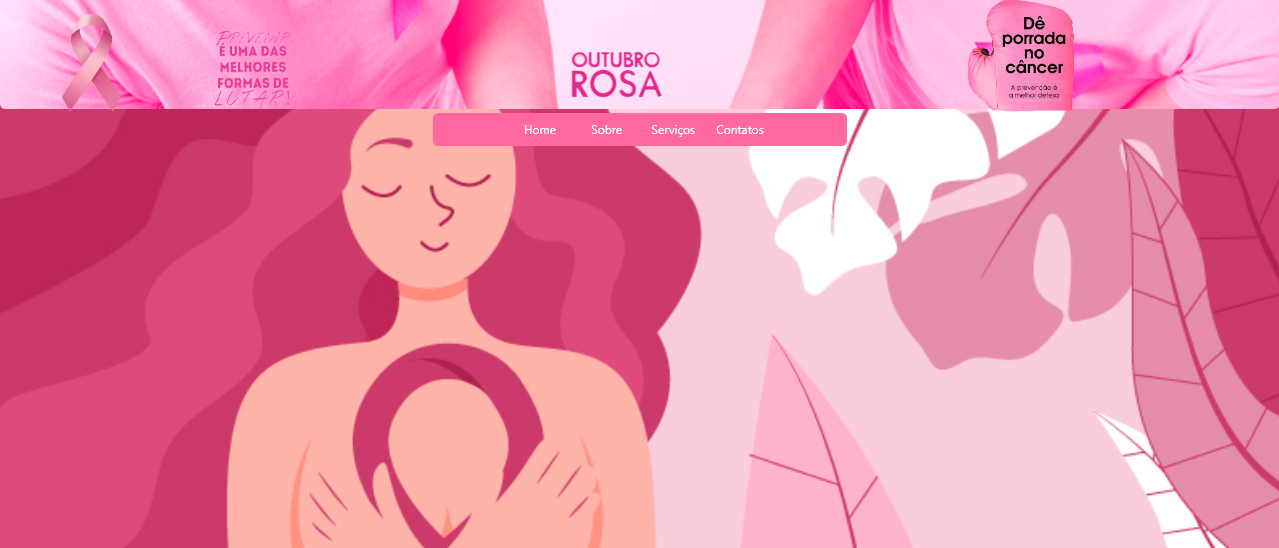 PREVENIR
É UMA DAS
MELHORES
FORMAS DE
LUTAR!
OUTUBRO
ROSA
Dê
porrada
no
câncer
A prevenção é
a melhor defesa
Home Sobre Serviços Contatos